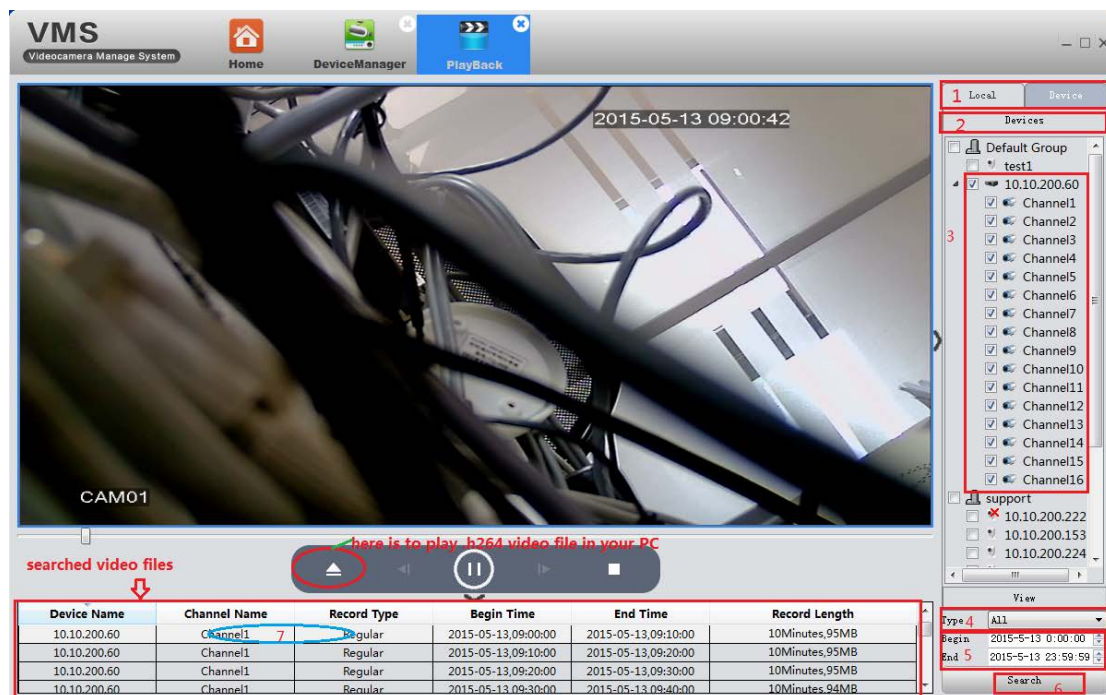 VMS
Videocamera Manage System
Home
DeviceManager
PlayBack
2015-05-13 09:00:42
CAM01
1 Local Device
2 Devices
Default Group
test1
10.10.200.60
Channel1
Channel2
3 Channel3
Channel4
Channel5
Channel6
Channel7
Channel8
Channel9
Channel10
Channel11
Channel12
Channel13
Channel14
Channel15
Channel16
support
10.10.200.222
10.10.200.153
10.10.200.224
here is to play .h264 video file in your PC
searched video files
View
Type 4 All
Begin 2015-5-13 0:00:00
5
End 2015-5-13 23:59:59
Search
6
Device Name Channel Name Record Type Begin Time End Time Record Length
10.10.200.60 Channel1 7 Regular 2015-05-13,09:00:00 2015-05-13,09:10:00 10Minutes,95MB
10.10.200.60 Channel1 Regular 2015-05-13,09:10:00 2015-05-13,09:20:00 10Minutes,95MB
10.10.200.60 Channel1 Regular 2015-05-13,09:20:00 2015-05-13,09:30:00 10Minutes,95MB
10.10.200.60 Channel1 Regular 2015-05-13,09:30:00 2015-05-13,09:40:00 10Minutes,94MB